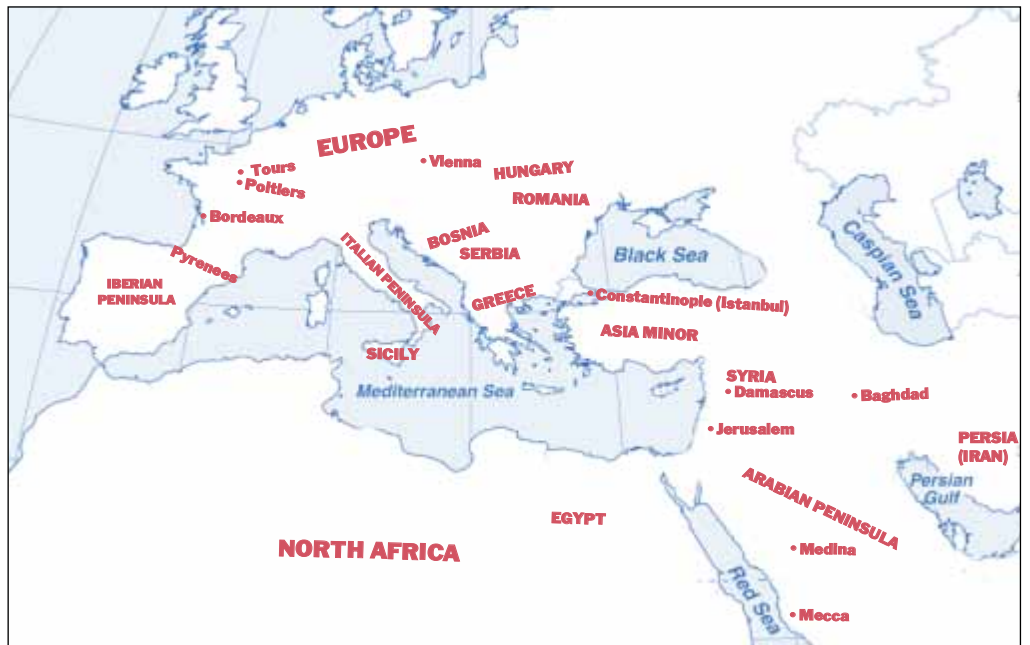 EUROPE
Tours
Poitiers
Vienna
HUNGARY
ROMANIA
Bordeaux
BOSNIA
SERBIA
Black Sea
Caspian Sea
Pyrenees
ITALIAN PENINSULA
IBERIAN
PENINSULA
GREECE
Constantinople (Istanbul)
ASIA MINOR
SICILY
Mediterranean Sea
SYRIA
Damascus
Baghdad
Jerusalem
PERSIA
(IRAN)
Persian
Gulf
ARABIAN PENINSULA
EGYPT
NORTH AFRICA
Medina
Red Sea
Mecca